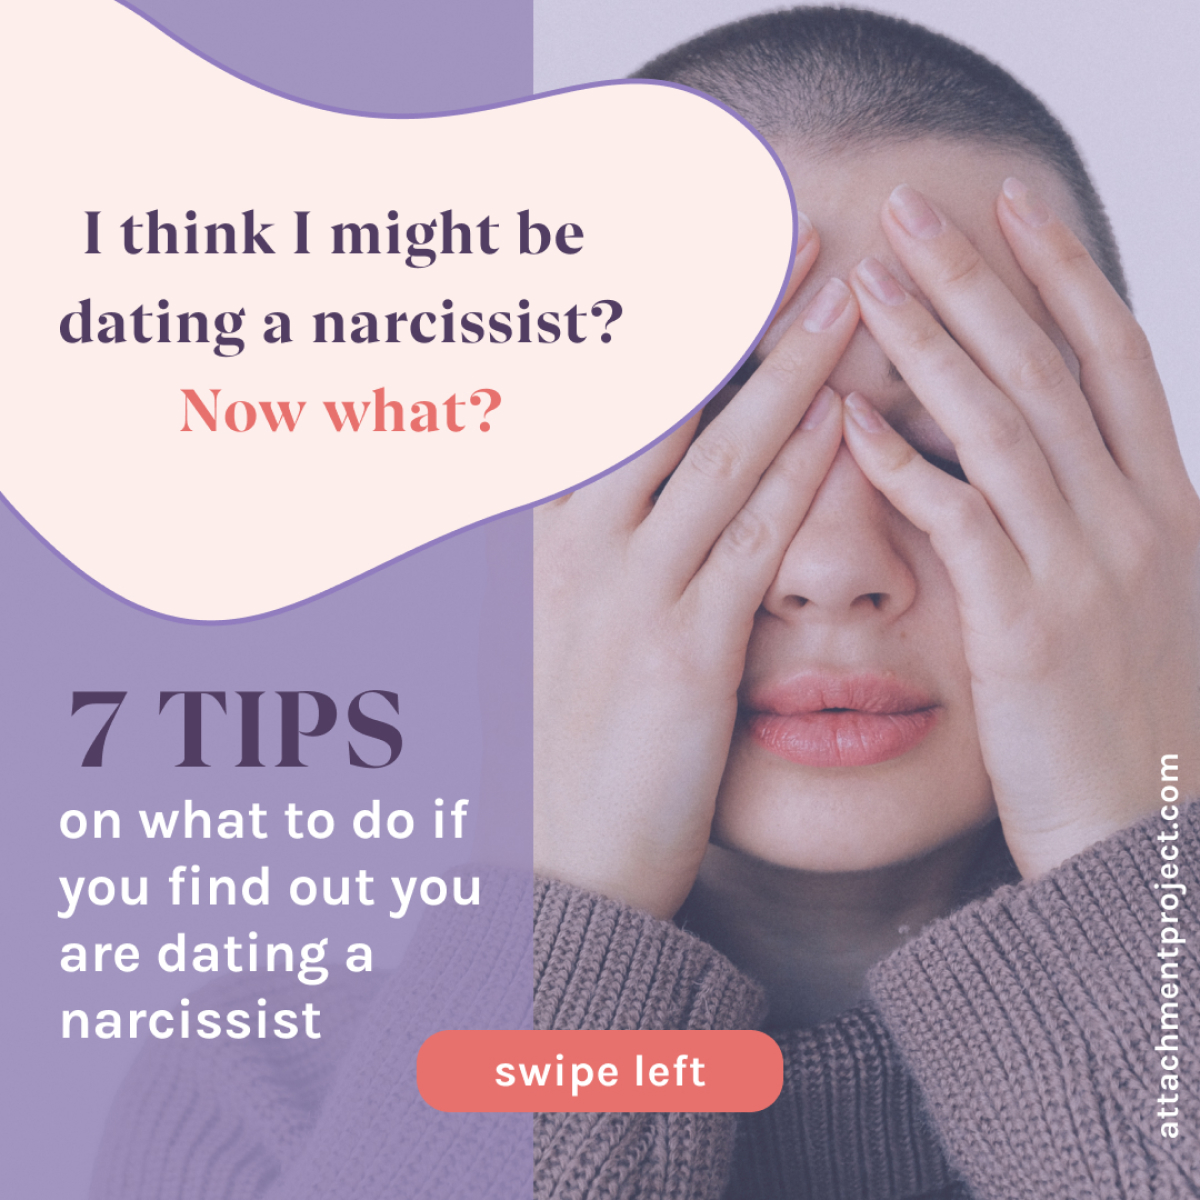 I think I might be
dating a narcissist?
Now what?
7 TIPS
on what to do if
you find out you
are dating a
narcissist
swipe left
attachmentproject.com